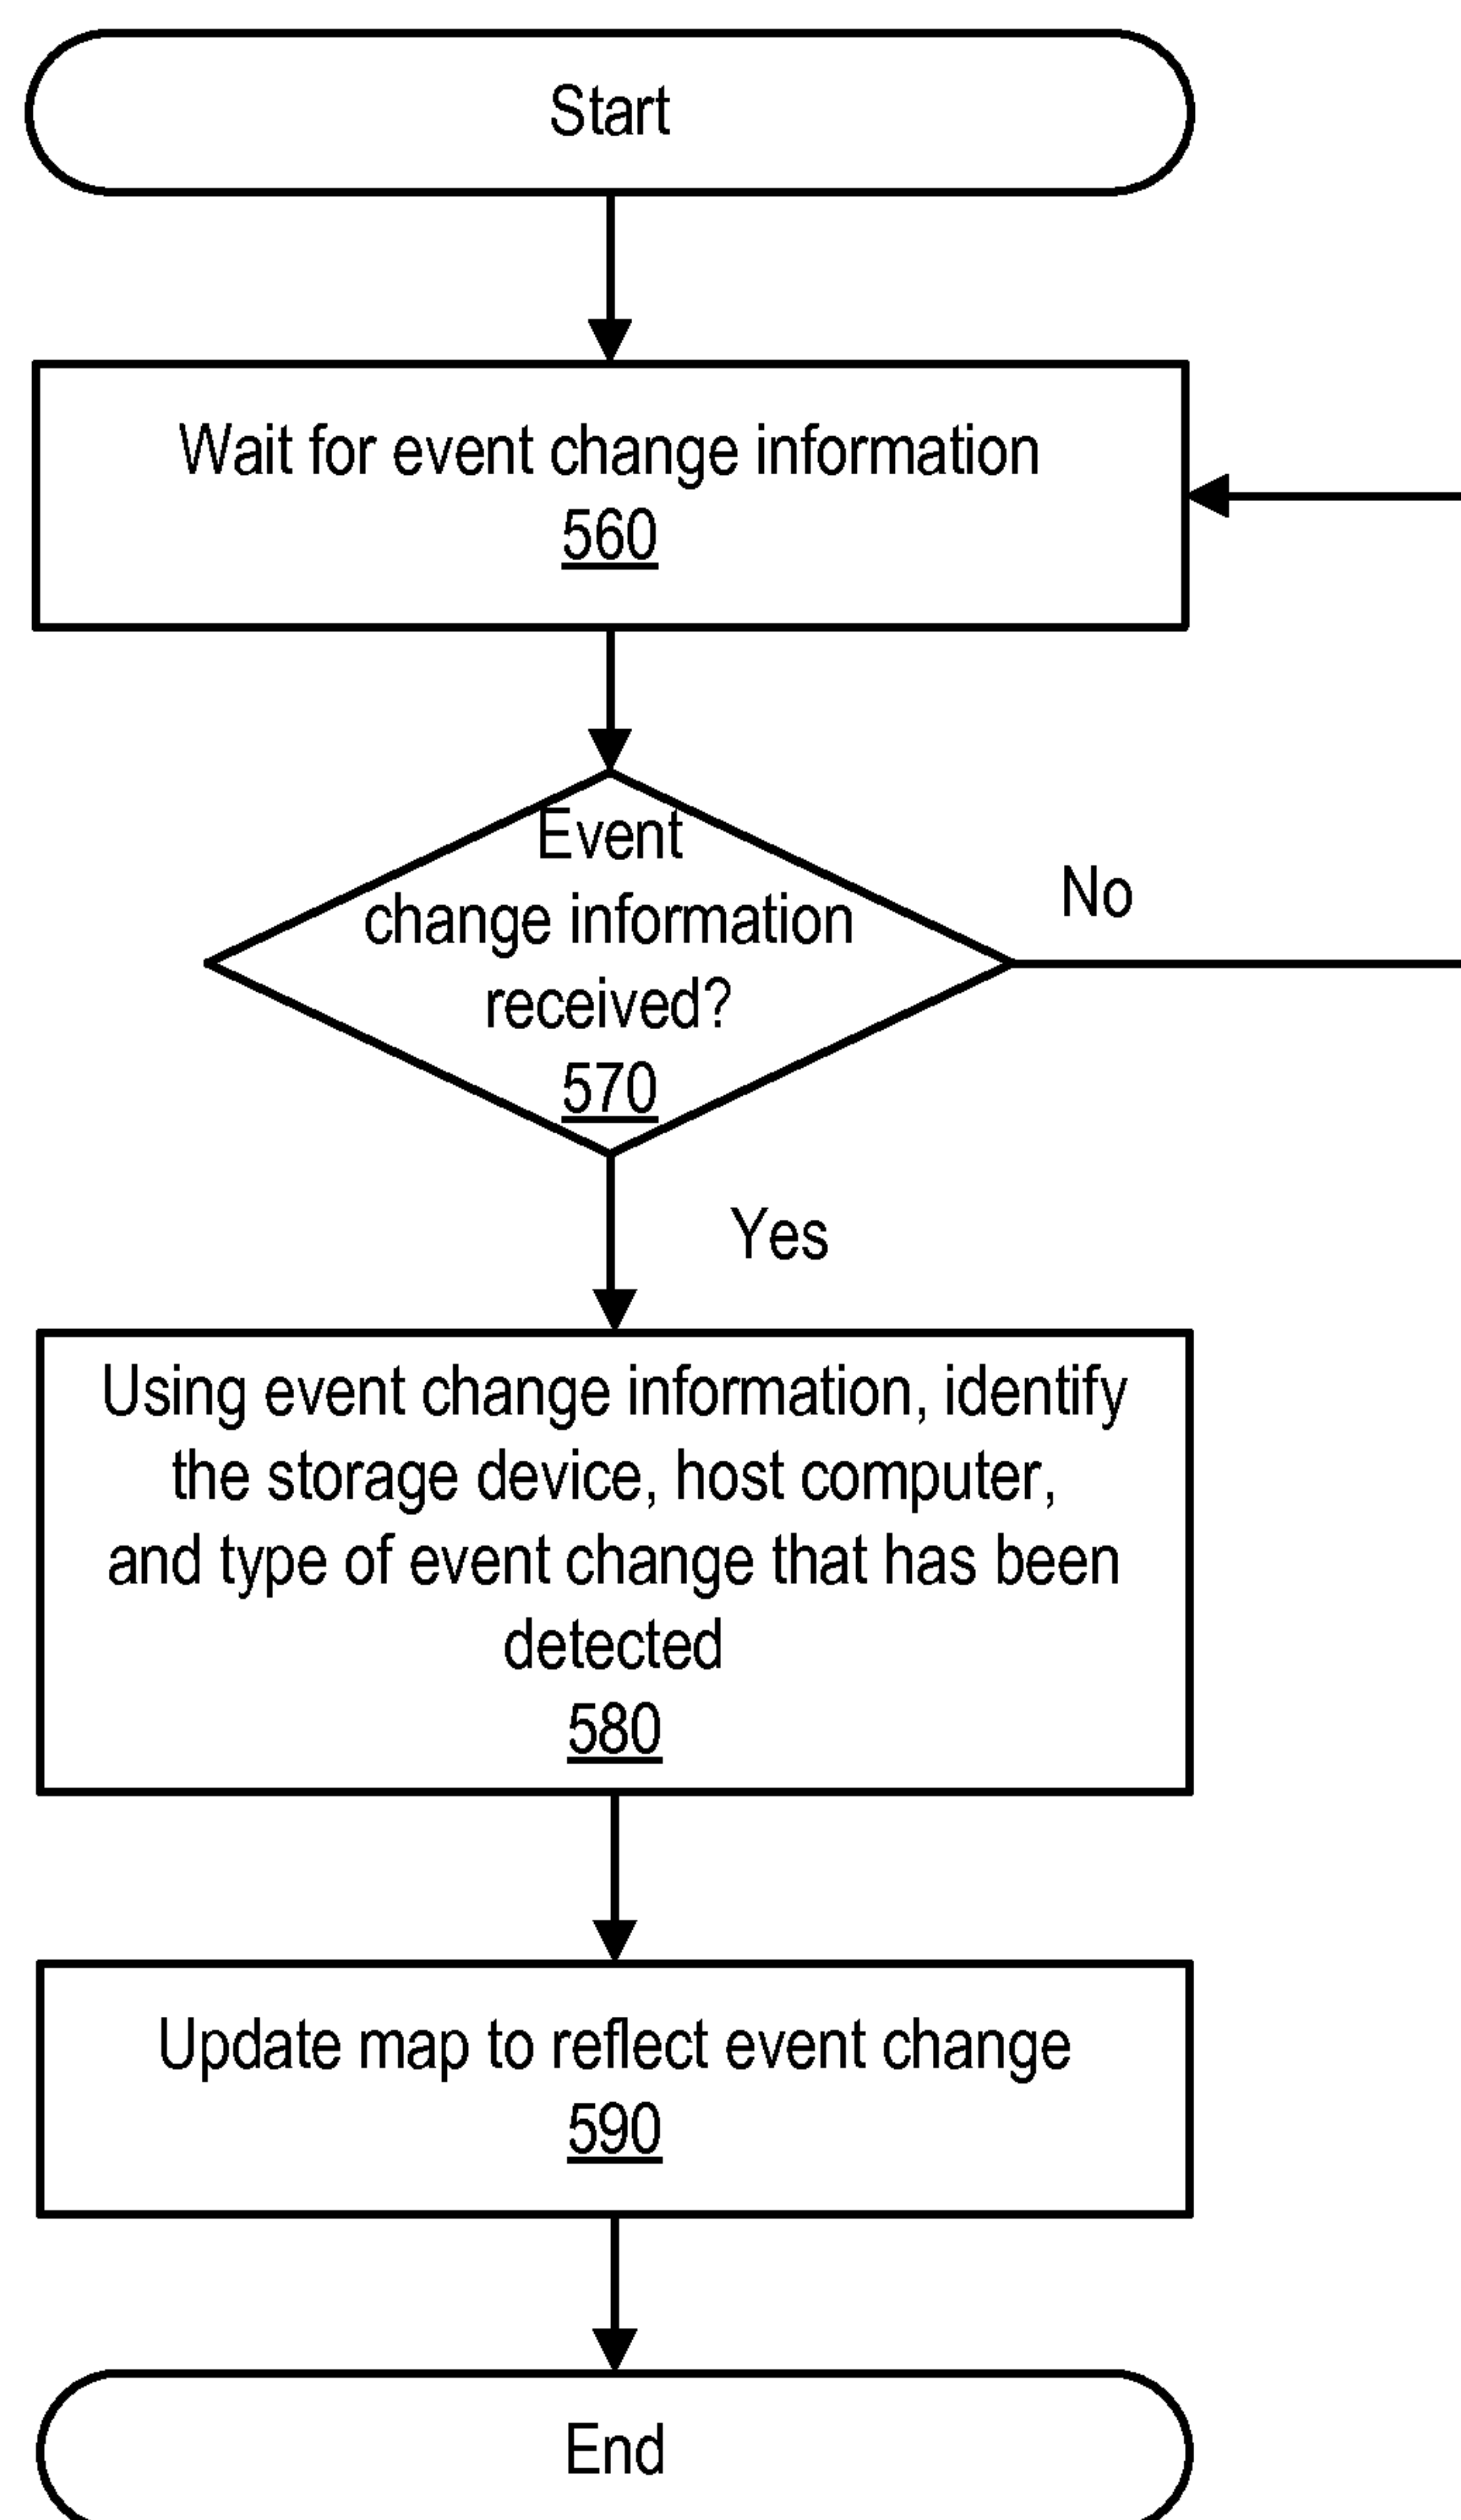 Start
Wait for event change information
560
Event
change information
received?
570
No
Yes
Using event change information, identify
the storage device, host computer,
and type of event change that has been
detected
580
Update map to reflect event change
590
End